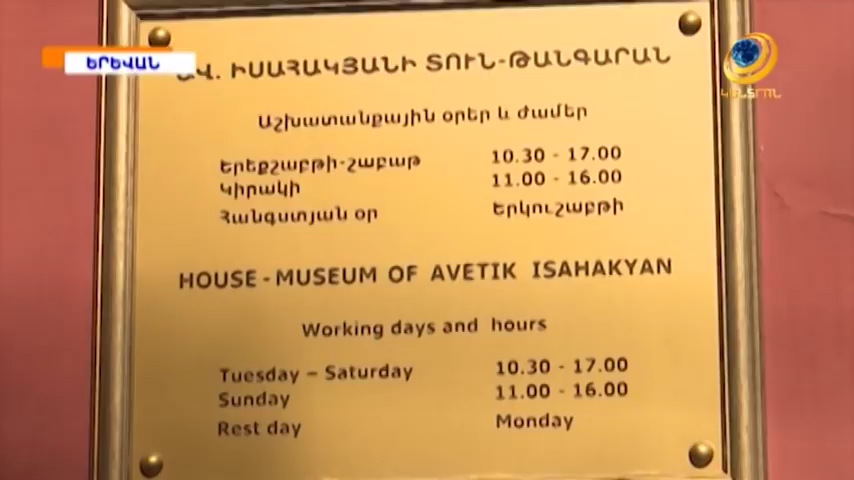 ԵՐԵՎԱՆ
ԱՎ. ԻՍԱՀԱԿՅԱՆԻ ՏՈՒՆ-ԹԱՆԳԱՐԱՆ
Աշխատանքային օրեր և ժամեր
Երեքշաբթի-շաբաթ 10.30 - 17.00
Կիրակի 11.00 - 16.00
Հանգստյան օր Երկուշաբթի
HOUSE - MUSEUM OF AVETIK ISAHAKYAN
Working days and hours
Tuesday – Saturday 10.30 - 17.00
Sunday 11.00 - 16.00
Rest day Monday